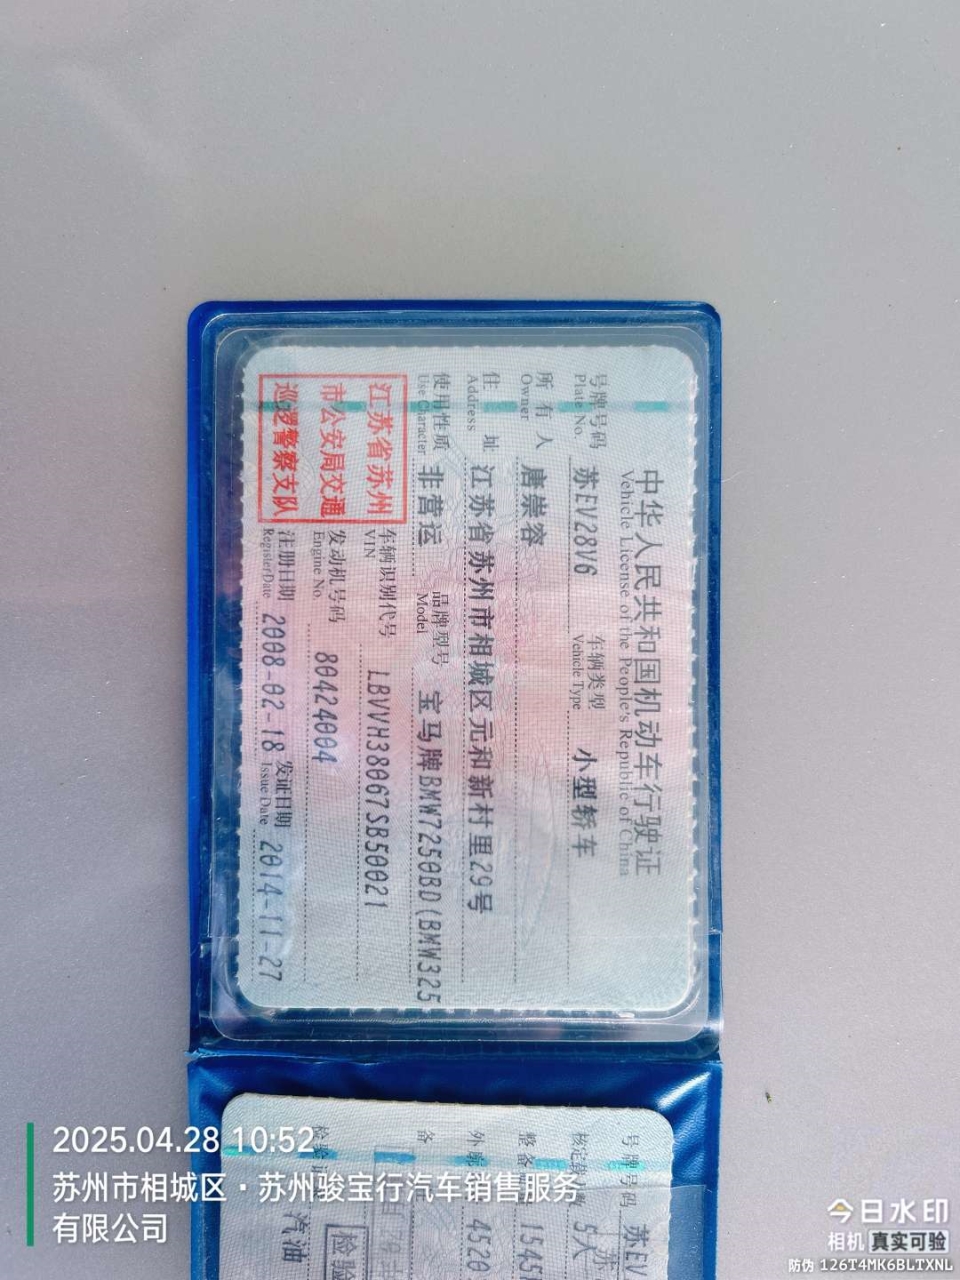 中华人民共和国机动车行驶证
Vehicle License of the People's Republic of China
号牌号码 苏EV28V6 车辆类型 小型轿车
Plate No. Vehicle Type
所有人 唐崇容
Owner
住址 江苏省苏州市相城区元和新村里29号
Address
使用性质 非营运 品牌型号 宝马牌BMW7250BD(BMW325
Use Character Model
江苏省苏州
市公安局交通
巡逻警察支队
车辆识别代号 LBVVH38067SB50021
VIN
发动机号码 80424004
Engine No.
注册日期 2008-02-18 发证日期 2014-11-27
Register Date Issue Date
号牌号码 苏EV
核定载人 5人
整备 1545
外廓 4520
备
检验
汽油
2025.04.28 10:52
苏州市相城区·苏州骏宝行汽车销售服务
有限公司
今日水印
相机 真实可验
防伪 126T4MK6BLTXNL